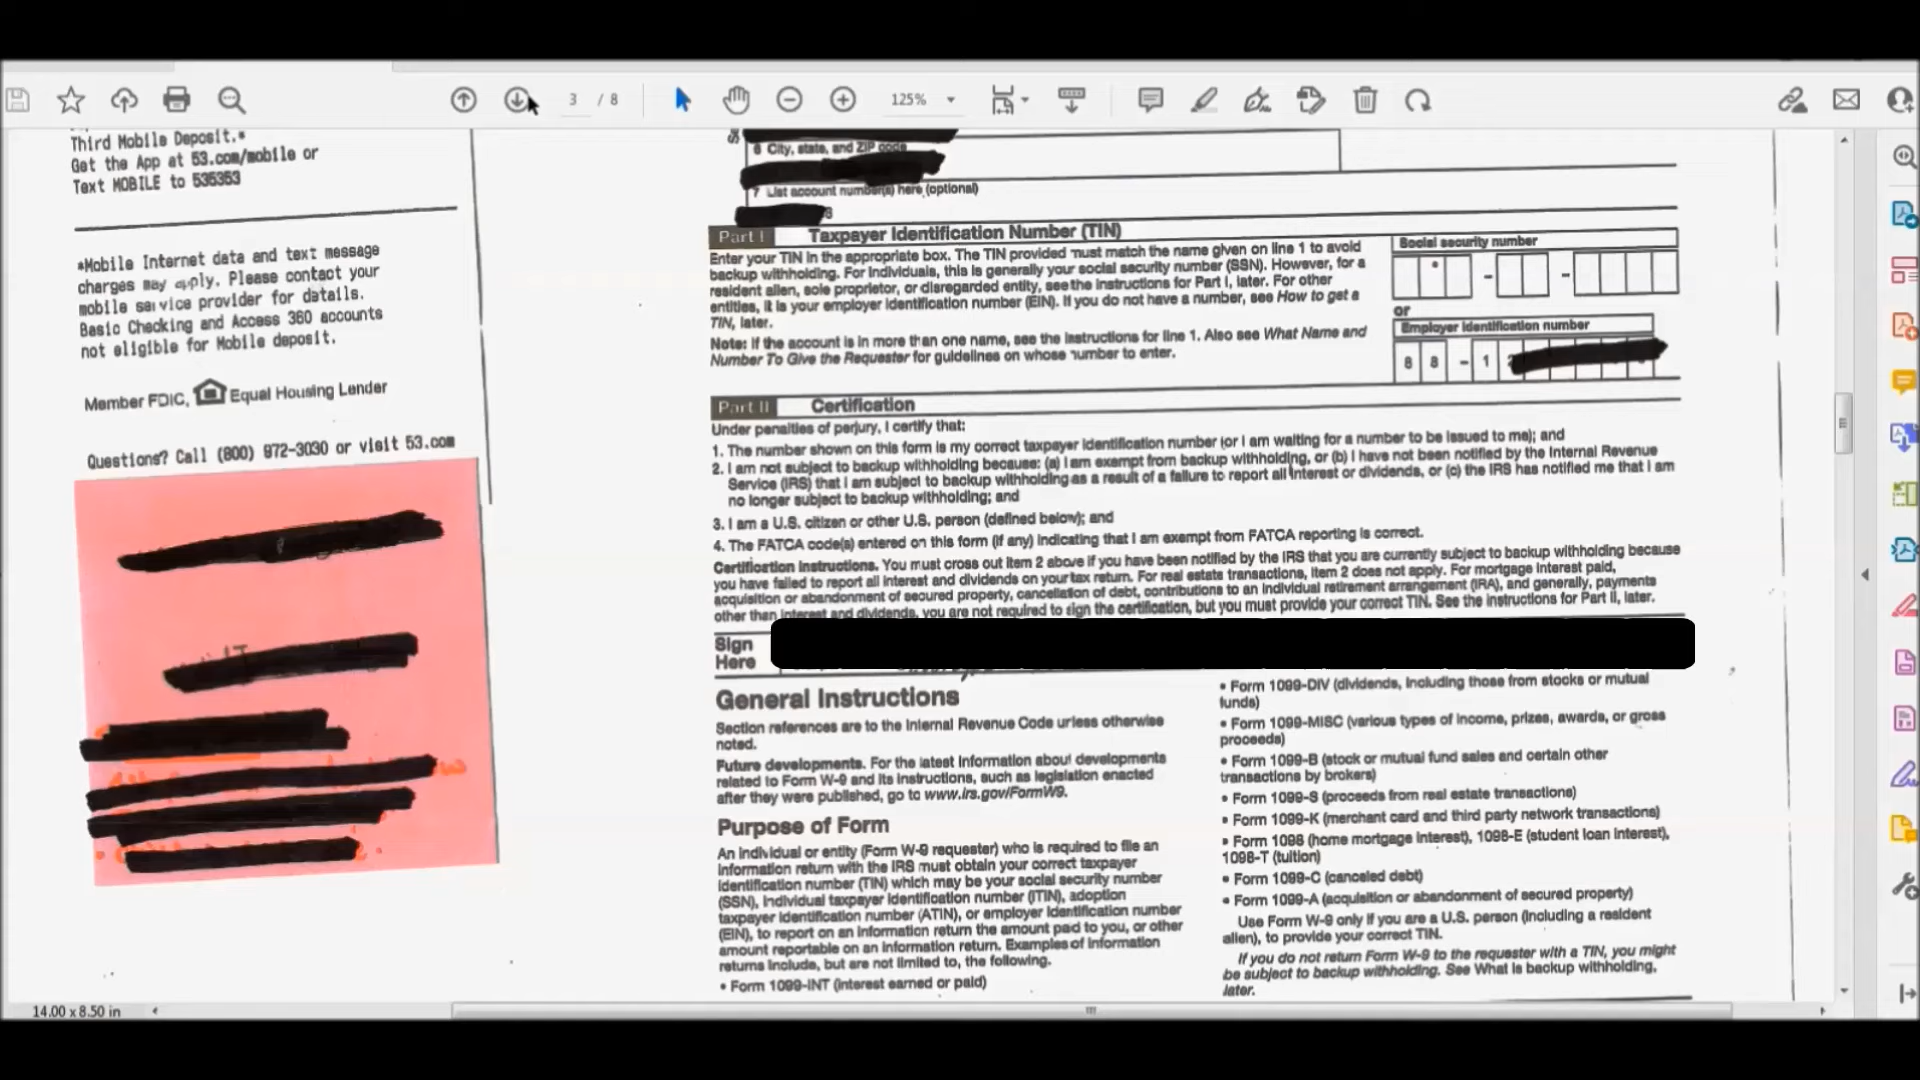 3 / 8
125%
Third Mobile Deposit.*
Get the App at 53.com/mobile or
Text MOBILE to 535353
*Mobile Internet data and text message
charges may apply. Please contact your
mobile service provider for details.
Basic Checking and Access 360 accounts
not eligible for Mobile deposit.
Member FDIC, Equal Housing Lender
Questions? Call (800) 972-3030 or visit 53.com
6 City, state, and ZIP code
7 List account number(s) here (optional)
Part I Taxpayer Identification Number (TIN)
Enter your TIN in the appropriate box. The TIN provided must match the name given on line 1 to avoid
backup withholding. For individuals, this is generally your social security number (SSN). However, for a
resident alien, sole proprietor, or disregarded entity, see the instructions for Part I, later. For other
entities, it is your employer identification number (EIN). If you do not have a number, see How to get a
TIN, later.
Note: If the account is in more than one name, see the instructions for line 1. Also see What Name and
Number To Give the Requester for guidelines on whose number to enter.
Social security number
or
Employer identification number
8 8 - 1
Part II Certification
Under penalties of perjury, I certify that:
1. The number shown on this form is my correct taxpayer identification number (or I am waiting for a number to be issued to me); and
2. I am not subject to backup withholding because: (a) I am exempt from backup withholding, or (b) I have not been notified by the Internal Revenue
Service (IRS) that I am subject to backup withholding as a result of a failure to report all interest or dividends, or (c) the IRS has notified me that I am
no longer subject to backup withholding; and
3. I am a U.S. citizen or other U.S. person (defined below); and
4. The FATCA code(s) entered on this form (if any) indicating that I am exempt from FATCA reporting is correct.
Certification instructions. You must cross out item 2 above if you have been notified by the IRS that you are currently subject to backup withholding because
you have failed to report all interest and dividends on your tax return. For real estate transactions, item 2 does not apply. For mortgage interest paid,
acquisition or abandonment of secured property, cancellation of debt, contributions to an individual retirement arrangement (IRA), and generally, payments
other than interest and dividends, you are not required to sign the certification, but you must provide your correct TIN. See the instructions for Part II, later.
Sign
Here
General Instructions
Section references are to the Internal Revenue Code unless otherwise
noted.
Future developments. For the latest information about developments
related to Form W-9 and its instructions, such as legislation enacted
after they were published, go to www.irs.gov/FormW9.
Purpose of Form
An individual or entity (Form W-9 requester) who is required to file an
information return with the IRS must obtain your correct taxpayer
identification number (TIN) which may be your social security number
(SSN), individual taxpayer identification number (ITIN), adoption
taxpayer identification number (ATIN), or employer identification number
(EIN), to report on an information return the amount paid to you, or other
amount reportable on an information return. Examples of information
returns include, but are not limited to, the following.
• Form 1099-INT (interest earned or paid)
• Form 1099-DIV (dividends, including those from stocks or mutual
funds)
• Form 1099-MISC (various types of income, prizes, awards, or gross
proceeds)
• Form 1099-B (stock or mutual fund sales and certain other
transactions by brokers)
• Form 1099-S (proceeds from real estate transactions)
• Form 1099-K (merchant card and third party network transactions)
• Form 1098 (home mortgage interest), 1098-E (student loan interest),
1098-T (tuition)
• Form 1099-C (canceled debt)
• Form 1099-A (acquisition or abandonment of secured property)
Use Form W-9 only if you are a U.S. person (including a resident
alien), to provide your correct TIN.
If you do not return Form W-9 to the requester with a TIN, you might
be subject to backup withholding. See What is backup withholding,
later.
14.00 x 8.50 in